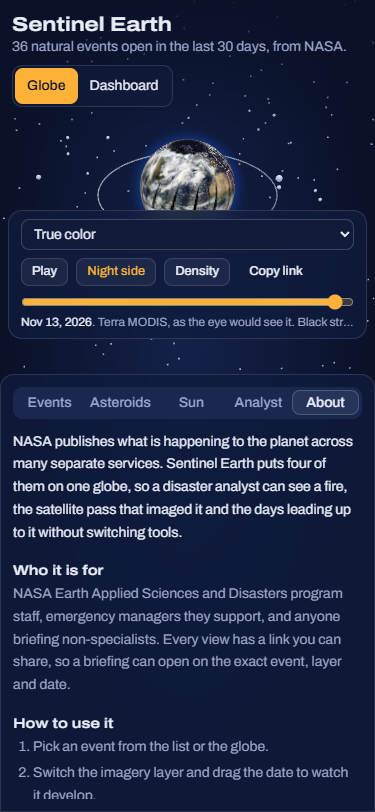 Sentinel Earth
36 natural events open in the last 30 days, from NASA.
Globe Dashboard
True color
Play Night side Density Copy link
Nov 13, 2026. Terra MODIS, as the eye would see it. Black str...
Events Asteroids Sun Analyst About
NASA publishes what is happening to the planet across
many separate services. Sentinel Earth puts four of
them on one globe, so a disaster analyst can see a fire,
the satellite pass that imaged it and the days leading up
to it without switching tools.
Who it is for
NASA Earth Applied Sciences and Disasters program
staff, emergency managers they support, and anyone
briefing non-specialists. Every view has a link you can
share, so a briefing can open on the exact event, layer
and date.
How to use it
1. Pick an event from the list or the globe.
2. Switch the imagery layer and drag the date to watch
it develop.